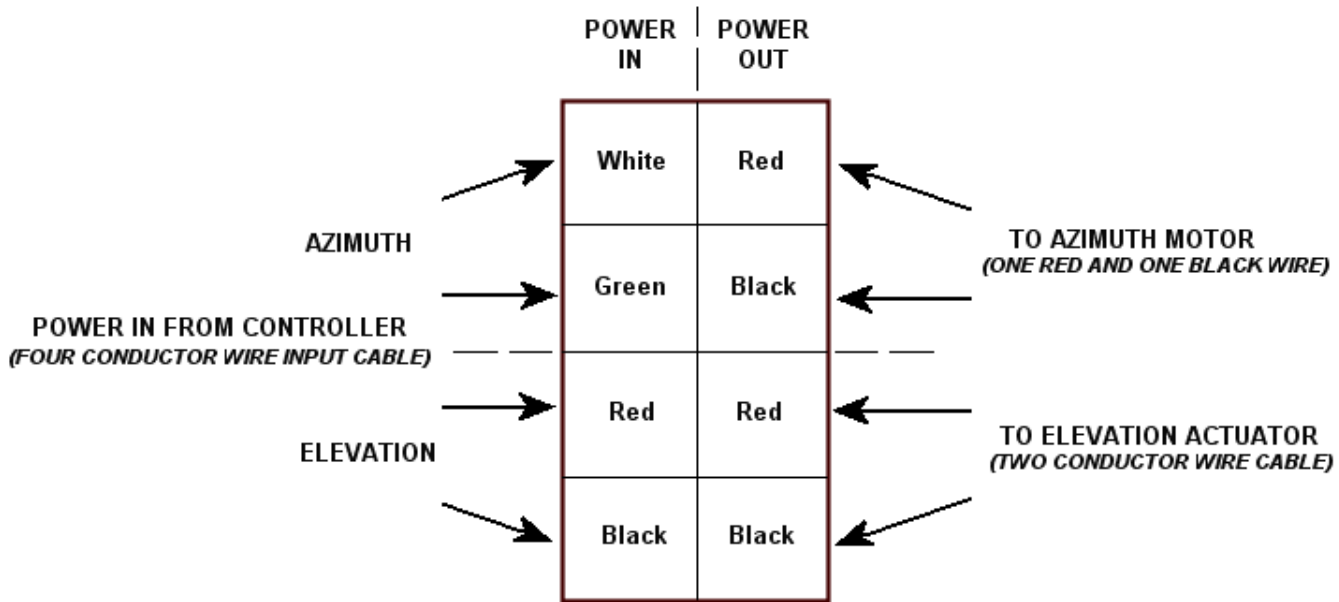 POWER IN
POWER OUT
White Red
AZIMUTH
TO AZIMUTH MOTOR
(ONE RED AND ONE BLACK WIRE)
Green Black
POWER IN FROM CONTROLLER
(FOUR CONDUCTOR WIRE INPUT CABLE)
Red Red
ELEVATION
TO ELEVATION ACTUATOR
(TWO CONDUCTOR WIRE CABLE)
Black Black